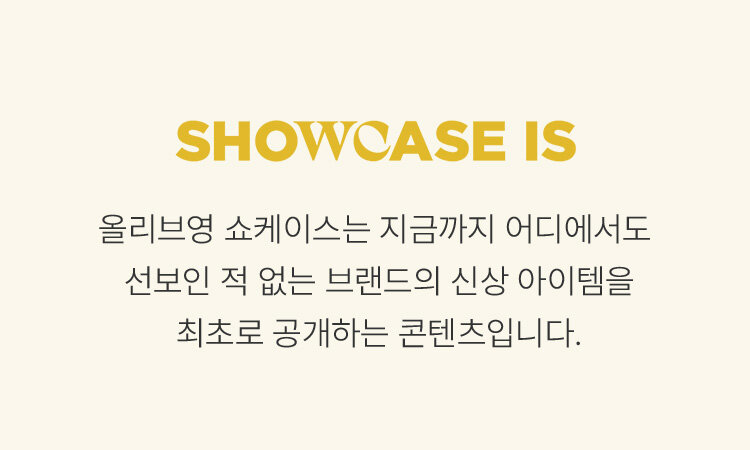 SHOWCASE IS
올리브영 쇼케이스는 지금까지 어디에서도
선보인 적 없는 브랜드의 신상 아이템을
최초로 공개하는 콘텐츠입니다.